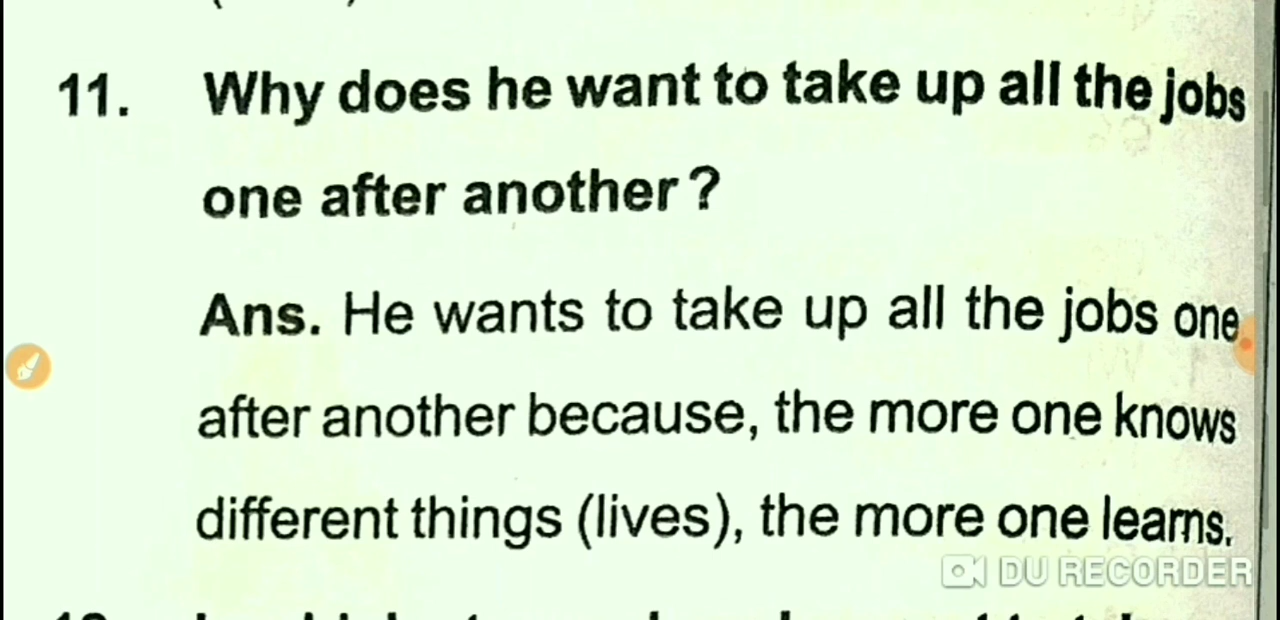 11. Why does he want to take up all the jobs
one after another?
Ans. He wants to take up all the jobs one
after another because, the more one knows
different things (lives), the more one learns.
DU RECORDER